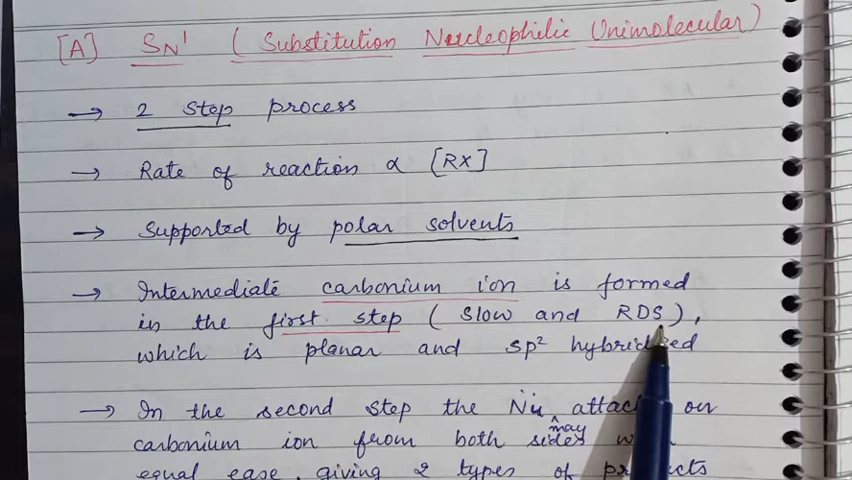 [A] SN1 (Substitution Nucleophilic Unimolecular)
→ 2 step process
→ Rate of reaction ∝ [RX]
→ Supported by polar solvents
→ Intermediate carbonium ion is formed
in the first step (slow and RDS),
which is planar and sp² hybridized
→ In the second step the Nu attack on
carbonium ion from both sides may
equal ease, giving 2 types of products